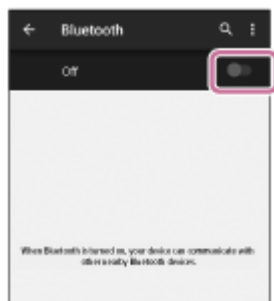 Bluetooth
Off
When Bluetooth is turned on, your device can communicate with
other nearby Bluetooth devices.